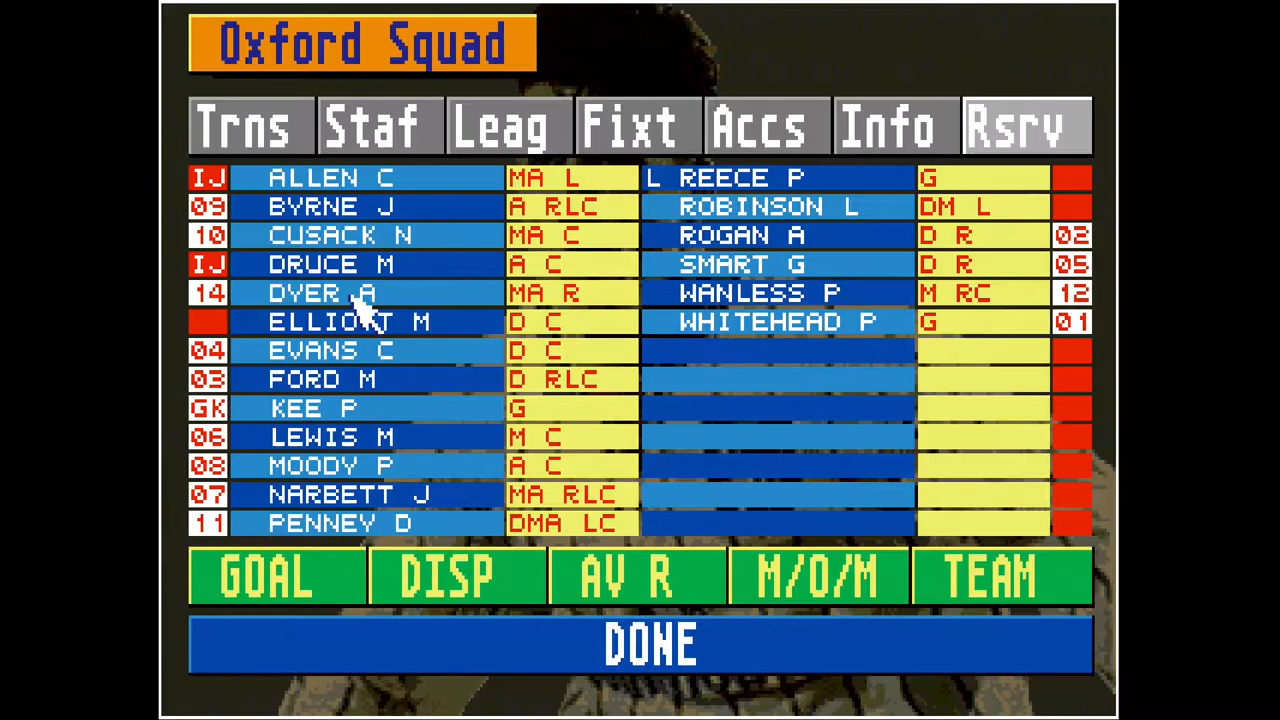 Oxford Squad
Trns Staf Leag Fixt Accs Info Rsrv
IJ ALLEN C MA L L REECE P G
09 BYRNE J A RLC ROBINSON L DM L
10 CUSACK N MA C ROGAN A D R 02
IJ DRUCE M A C SMART G D R 05
14 DYER A MA R WANLESS P M RC 12
ELLIOTT M D C WHITEHEAD P G 01
04 EVANS C D C
03 FORD M D RLC
GK KEE P G
06 LEWIS M M C
08 MOODY P A C
07 NARBETT J MA RLC
11 PENNEY D DMA LC
GOAL DISP AV R M/O/M TEAM
DONE